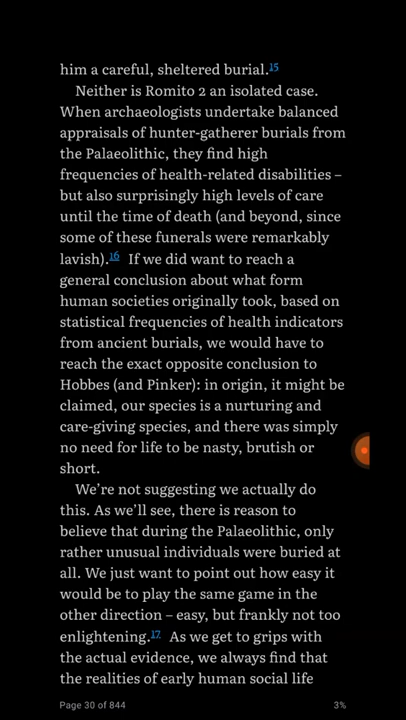 him a careful, sheltered burial.15
Neither is Romito 2 an isolated case.
When archaeologists undertake balanced
appraisals of hunter-gatherer burials from
the Palaeolithic, they find high
frequencies of health-related disabilities –
but also surprisingly high levels of care
until the time of death (and beyond, since
some of these funerals were remarkably
lavish).16 If we did want to reach a
general conclusion about what form
human societies originally took, based on
statistical frequencies of health indicators
from ancient burials, we would have to
reach the exact opposite conclusion to
Hobbes (and Pinker): in origin, it might be
claimed, our species is a nurturing and
care-giving species, and there was simply
no need for life to be nasty, brutish or
short.
We’re not suggesting we actually do
this. As we’ll see, there is reason to
believe that during the Palaeolithic, only
rather unusual individuals were buried at
all. We just want to point out how easy it
would be to play the same game in the
other direction – easy, but frankly not too
enlightening.17 As we get to grips with
the actual evidence, we always find that
the realities of early human social life
Page 30 of 844 3%